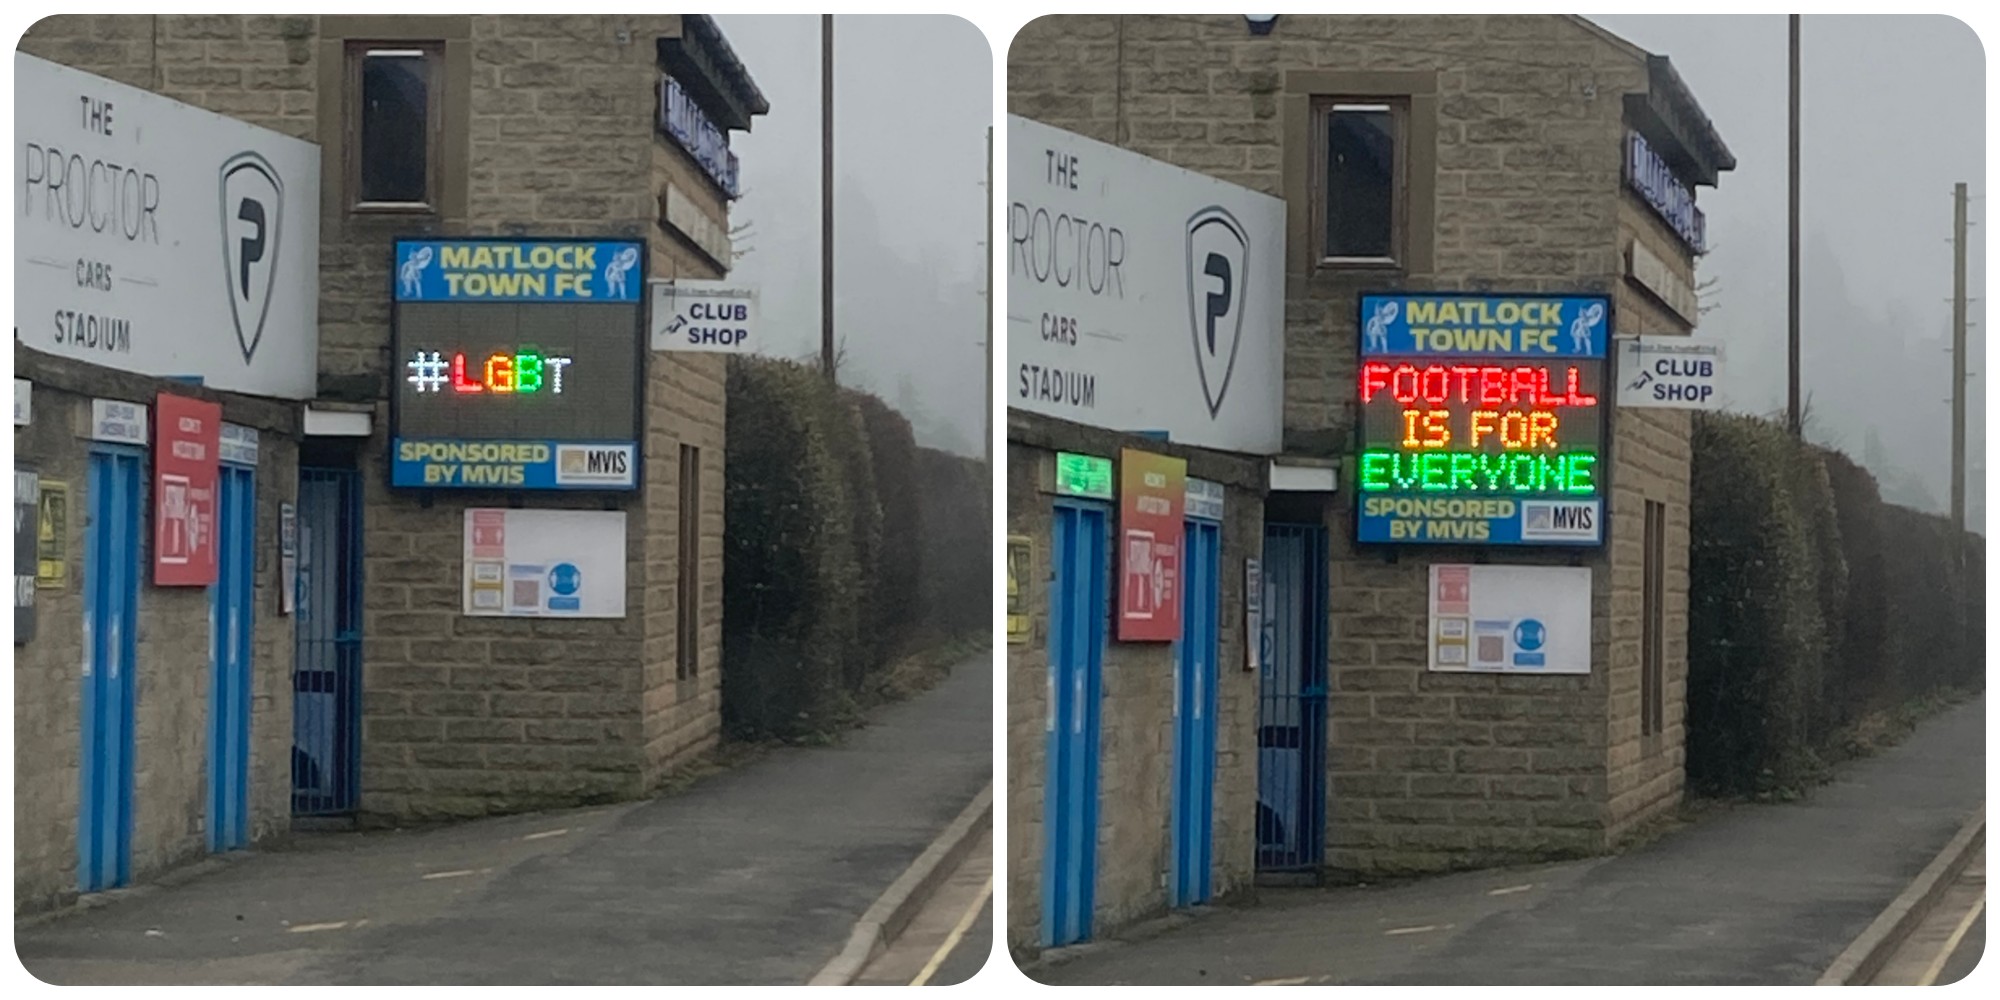 THE
PROCTOR
CARS
STADIUM
P
MATLOCK
TOWN FC
#LGBT
SPONSORED
BY MVIS
MVIS
CLUB
SHOP
THE
PROCTOR
CARS
STADIUM
P
MATLOCK
TOWN FC
FOOTBALL
IS FOR
EVERYONE
SPONSORED
BY MVIS
MVIS
CLUB
SHOP